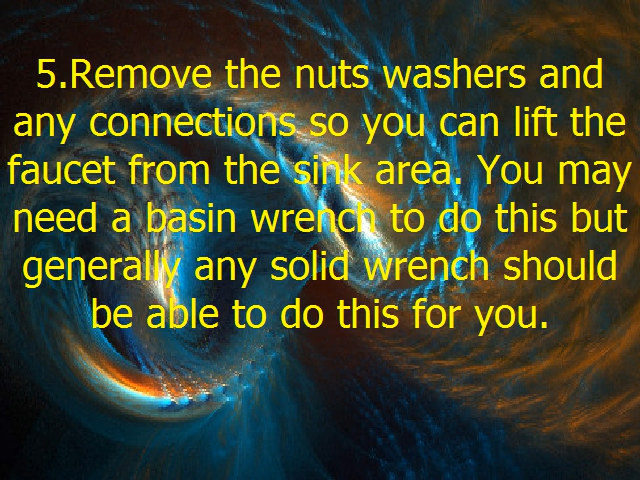 5.Remove the nuts washers and
any connections so you can lift the
faucet from the sink area. You may
need a basin wrench to do this but
generally any solid wrench should
be able to do this for you.